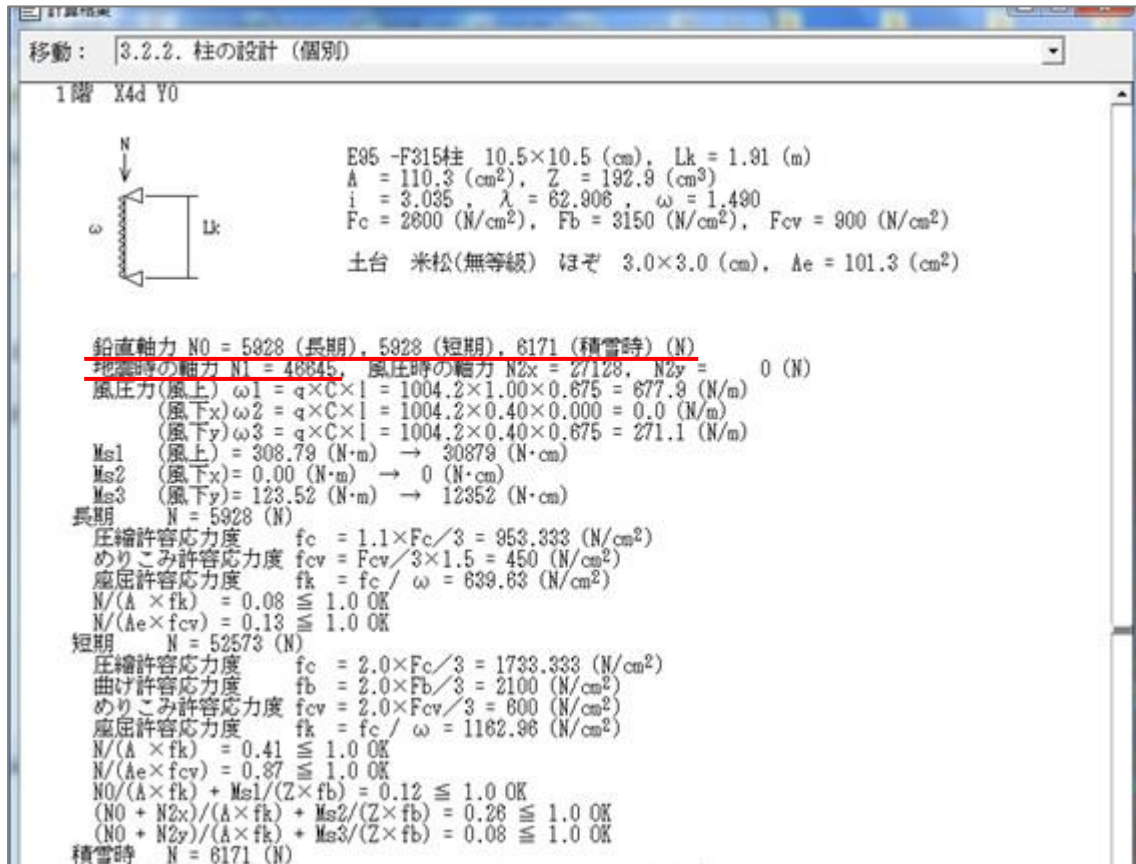 計算結果
移動： 3.2.2. 柱の設計 (個別)
1階 X4d Y0
N
ω
Lk
E95 -F315柱 10.5×10.5 (cm), Lk = 1.91 (m)
A = 110.3 (cm²), Z = 192.9 (cm³)
i = 3.035 , λ = 62.906 , ω = 1.490
Fc = 2600 (N/cm²), Fb = 3150 (N/cm²), Fcv = 900 (N/cm²)
土台 米松(無等級) ほぞ 3.0×3.0 (cm), Ae = 101.3 (cm²)
鉛直軸力 N0 = 5928 (長期), 5928 (短期), 6171 (積雪時) (N)
地震時の軸力 N1 = 46645, 風圧時の軸力 N2x = 27128, N2y = 0 (N)
風圧力(風上) ω1 = q×C×l = 1004.2×1.00×0.675 = 677.9 (N/m)
(風下x)ω2 = q×C×l = 1004.2×0.40×0.000 = 0.0 (N/m)
(風下y)ω3 = q×C×l = 1004.2×0.40×0.675 = 271.1 (N/m)
Ms1 (風上) = 308.79 (N·m) → 30879 (N·cm)
Ms2 (風下x)= 0.00 (N·m) → 0 (N·cm)
Ms3 (風下y)= 123.52 (N·m) → 12352 (N·cm)
長期 N = 5928 (N)
圧縮許容応力度 fc = 1.1×Fc／3 = 953.333 (N/cm²)
めりこみ許容応力度 fcv = Fcv／3×1.5 = 450 (N/cm²)
座屈許容応力度 fk = fc / ω = 639.63 (N/cm²)
N/(A ×fk) = 0.08 ≦ 1.0 OK
N/(Ae×fcv) = 0.13 ≦ 1.0 OK
短期 N = 52573 (N)
圧縮許容応力度 fc = 2.0×Fc／3 = 1733.333 (N/cm²)
曲げ許容応力度 fb = 2.0×Fb／3 = 2100 (N/cm²)
めりこみ許容応力度 fcv = 2.0×Fcv／3 = 600 (N/cm²)
座屈許容応力度 fk = fc / ω = 1162.96 (N/cm²)
N/(A ×fk) = 0.41 ≦ 1.0 OK
N/(Ae×fcv) = 0.87 ≦ 1.0 OK
N0/(A×fk) + Ms1/(Z×fb) = 0.12 ≦ 1.0 OK
(N0 + N2x)/(A×fk) + Ms2/(Z×fb) = 0.26 ≦ 1.0 OK
(N0 + N2y)/(A×fk) + Ms3/(Z×fb) = 0.08 ≦ 1.0 OK
積雪時 N = 6171 (N)